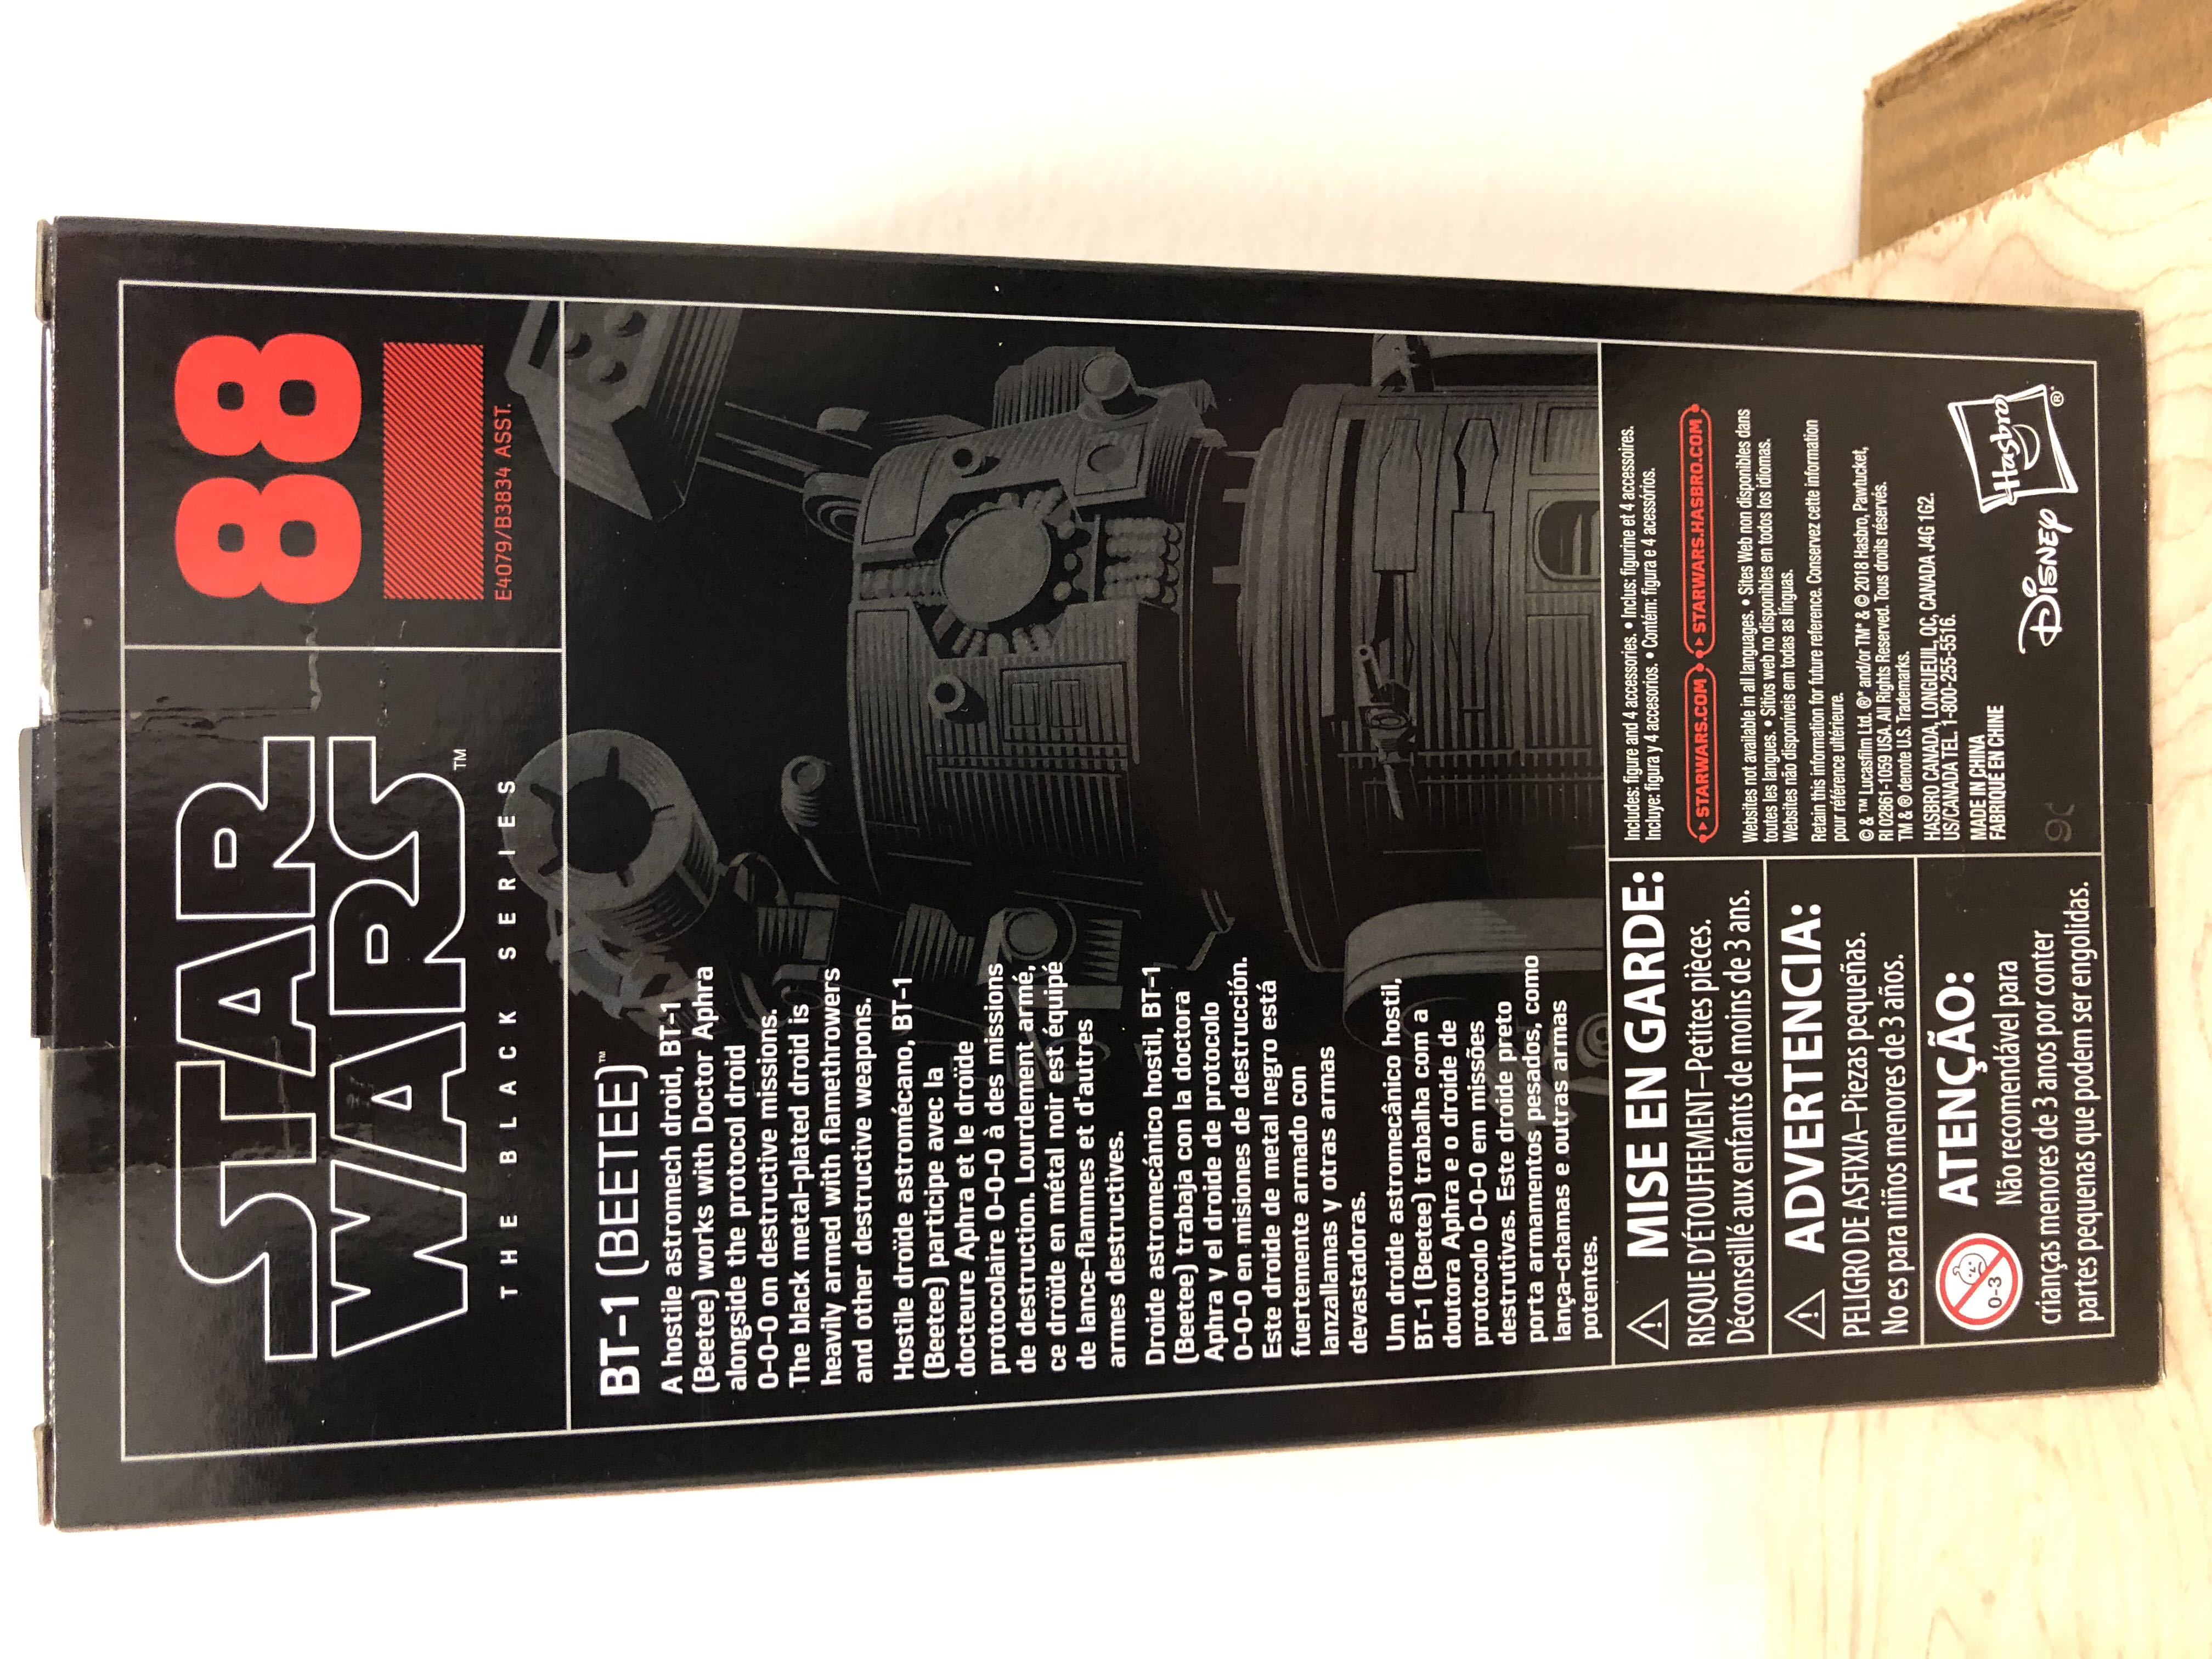 STAR
WARS™
THE BLACK SERIES
88
E4079/B3834 ASST.
BT-1 (BEETEE)™
A hostile astromech droid, BT-1
(Beetee) works with Doctor Aphra
alongside the protocol droid
0-0-0 on destructive missions.
The black metal-plated droid is
heavily armed with flamethrowers
and other destructive weapons.
Hostile droïde astromécano, BT-1
(Beetee) participe avec la
docteure Aphra et le droïde
protocolaire 0-0-0 à des missions
de destruction. Lourdement armé,
ce droïde en métal noir est équipé
de lance-flammes et d'autres
armes destructives.
Droide astromecánico hostil, BT-1
(Beetee) trabaja con la doctora
Aphra y el droide de protocolo
0-0-0 en misiones de destrucción.
Este droide de metal negro está
fuertemente armado con
lanzallamas y otras armas
devastadoras.
Um droide astromecânico hostil,
BT-1 (Beetee) trabalha com a
doutora Aphra e o droide de
protocolo 0-0-0 em missões
destrutivas. Este droide preto
porta armamentos pesados, como
lança-chamas e outras armas
potentes.
MISE EN GARDE:
RISQUE D'ÉTOUFFEMENT–Petites pièces.
Déconseillé aux enfants de moins de 3 ans.
ADVERTENCIA:
PELIGRO DE ASFIXIA–Piezas pequeñas.
No es para niños menores de 3 años.
0-3
ATENÇÃO:
Não recomendável para
crianças menores de 3 anos por conter
partes pequenas que podem ser engolidas.
Includes: figure and 4 accessories. • Inclus: figurine et 4 accessoires.
Incluye: figura y 4 accesorios. • Contém: figura e 4 acessórios.
STARWARS.COM STARWARS.HASBRO.COM
Websites not available in all languages. • Sites Web non disponibles dans
toutes les langues. • Sitios web no disponibles en todos los idiomas.
Websites não disponíveis em todas as línguas.
Retain this information for future reference. Conservez cette information
pour référence ultérieure.
© & ™ Lucasfilm Ltd. ®* and/or TM* & © 2018 Hasbro, Pawtucket,
RI 02861-1059 USA. All Rights Reserved. Tous droits réservés.
TM & ® denote U.S. Trademarks.
HASBRO CANADA, LONGUEUIL, QC, CANADA J4G 1G2.
US/CANADA TEL. 1-800-255-5516.
MADE IN CHINA
FABRIQUÉ EN CHINE
Disney
Hasbro®